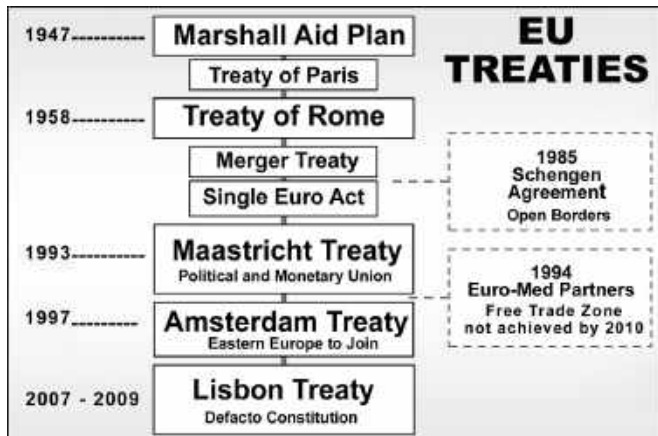 EU
TREATIES
1947
Marshall Aid Plan
Treaty of Paris
1958
Treaty of Rome
Merger Treaty
Single Euro Act
1985
Schengen
Agreement
Open Borders
1993
Maastricht Treaty
Political and Monetary Union
1994
Euro-Med Partners
Free Trade Zone
not achieved by 2010
1997
Amsterdam Treaty
Eastern Europe to Join
2007 - 2009
Lisbon Treaty
Defacto Constitution